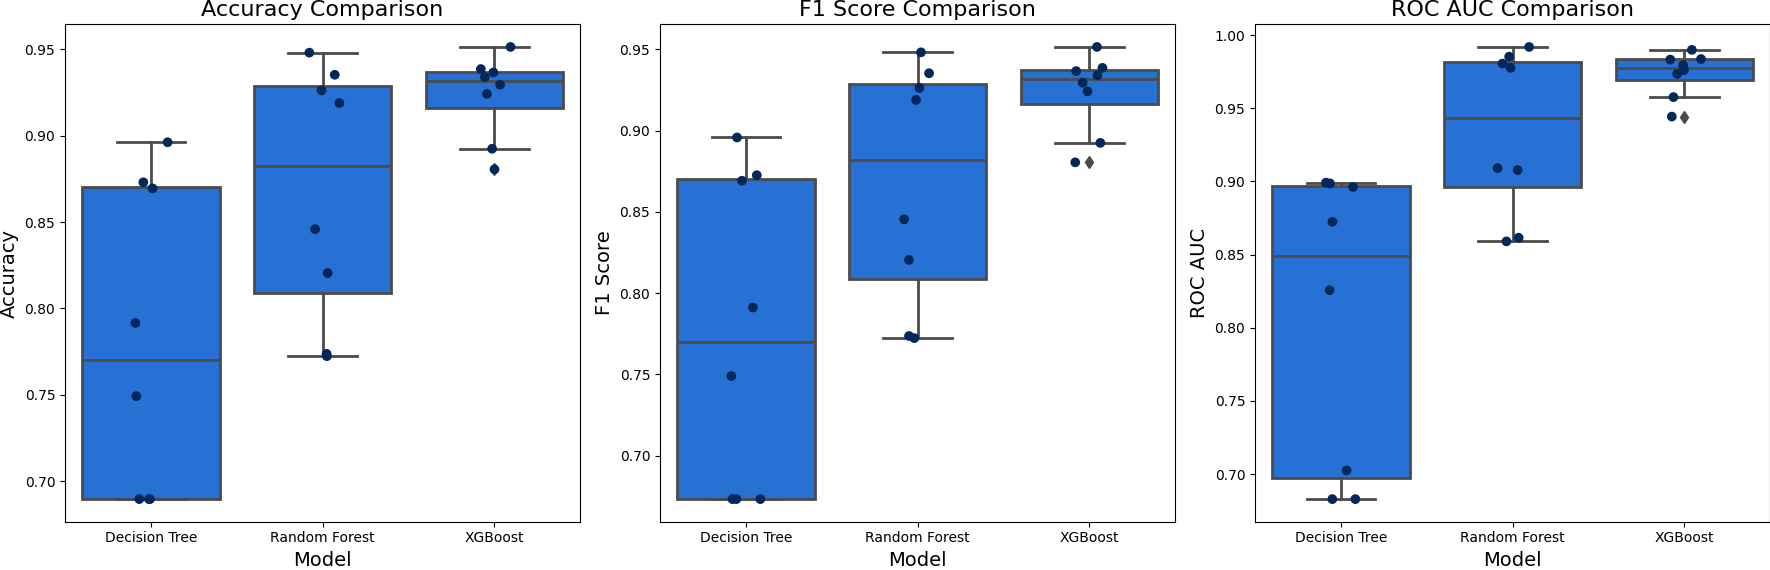 Accuracy Comparison
Accuracy
0.95
0.90
0.85
0.80
0.75
0.70
Decision Tree
Random Forest
XGBoost
Model
F1 Score Comparison
F1 Score
0.95
0.90
0.85
0.80
0.75
0.70
Decision Tree
Random Forest
XGBoost
Model
ROC AUC Comparison
ROC AUC
1.00
0.95
0.90
0.85
0.80
0.75
0.70
Decision Tree
Random Forest
XGBoost
Model